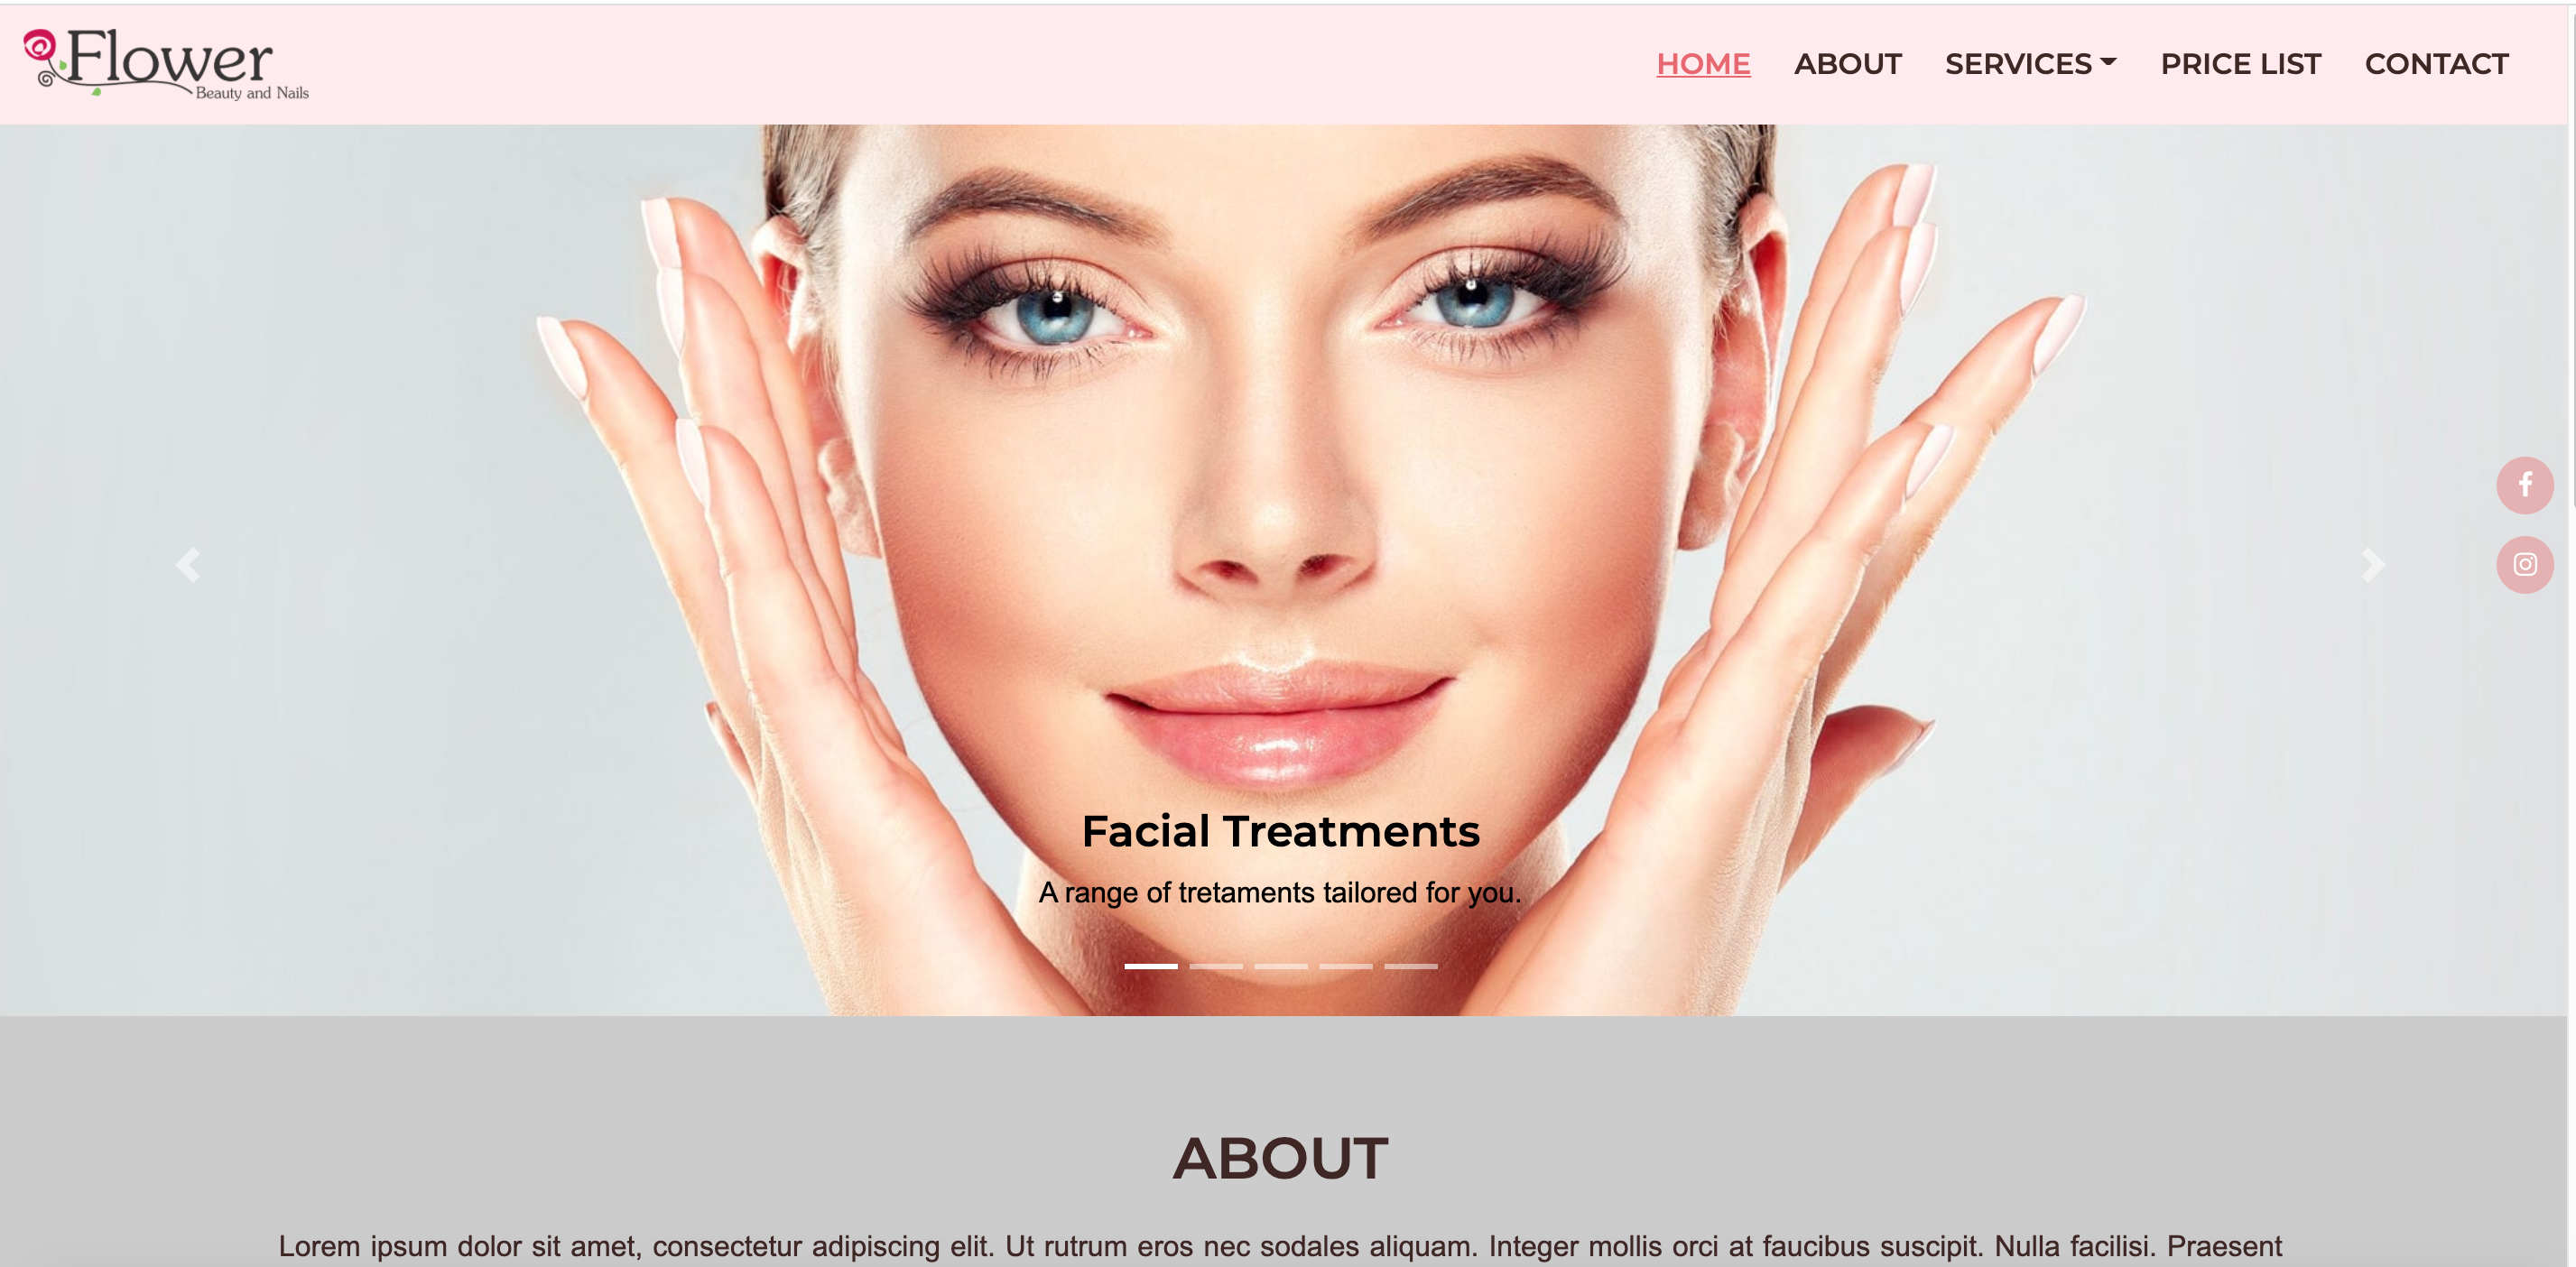 Flower
Beauty and Nails
HOME ABOUT SERVICES PRICE LIST CONTACT
Facial Treatments
A range of tretaments tailored for you.
ABOUT
Lorem ipsum dolor sit amet, consectetur adipiscing elit. Ut rutrum eros nec sodales aliquam. Integer mollis orci at faucibus suscipit. Nulla facilisi. Praesent